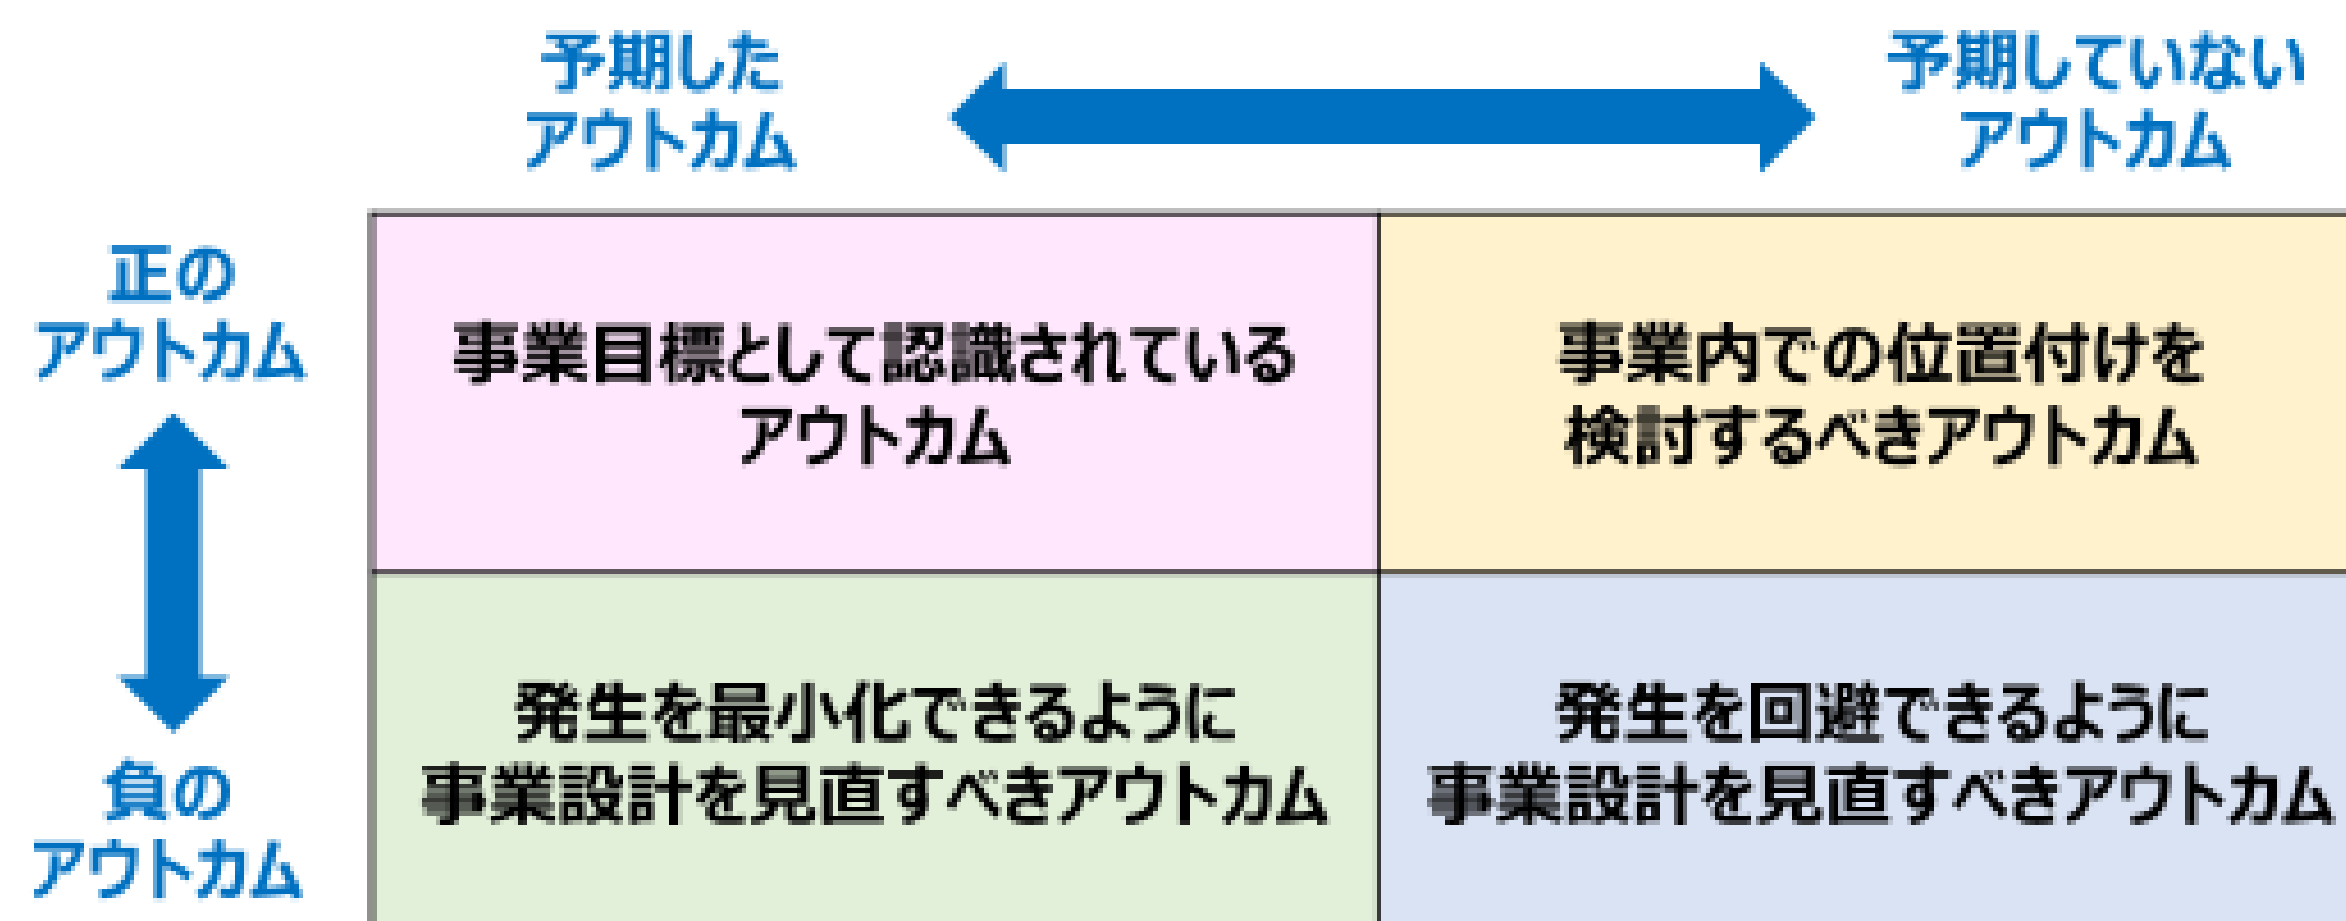 予期した
アウトカム
予期していない
アウトカム
正の
アウトカム
事業目標として認識されている
アウトカム
事業内での位置付けを
検討するべきアウトカム
負の
アウトカム
発生を最小化できるように
事業設計を見直すべきアウトカム
発生を回避できるように
事業設計を見直すべきアウトカム